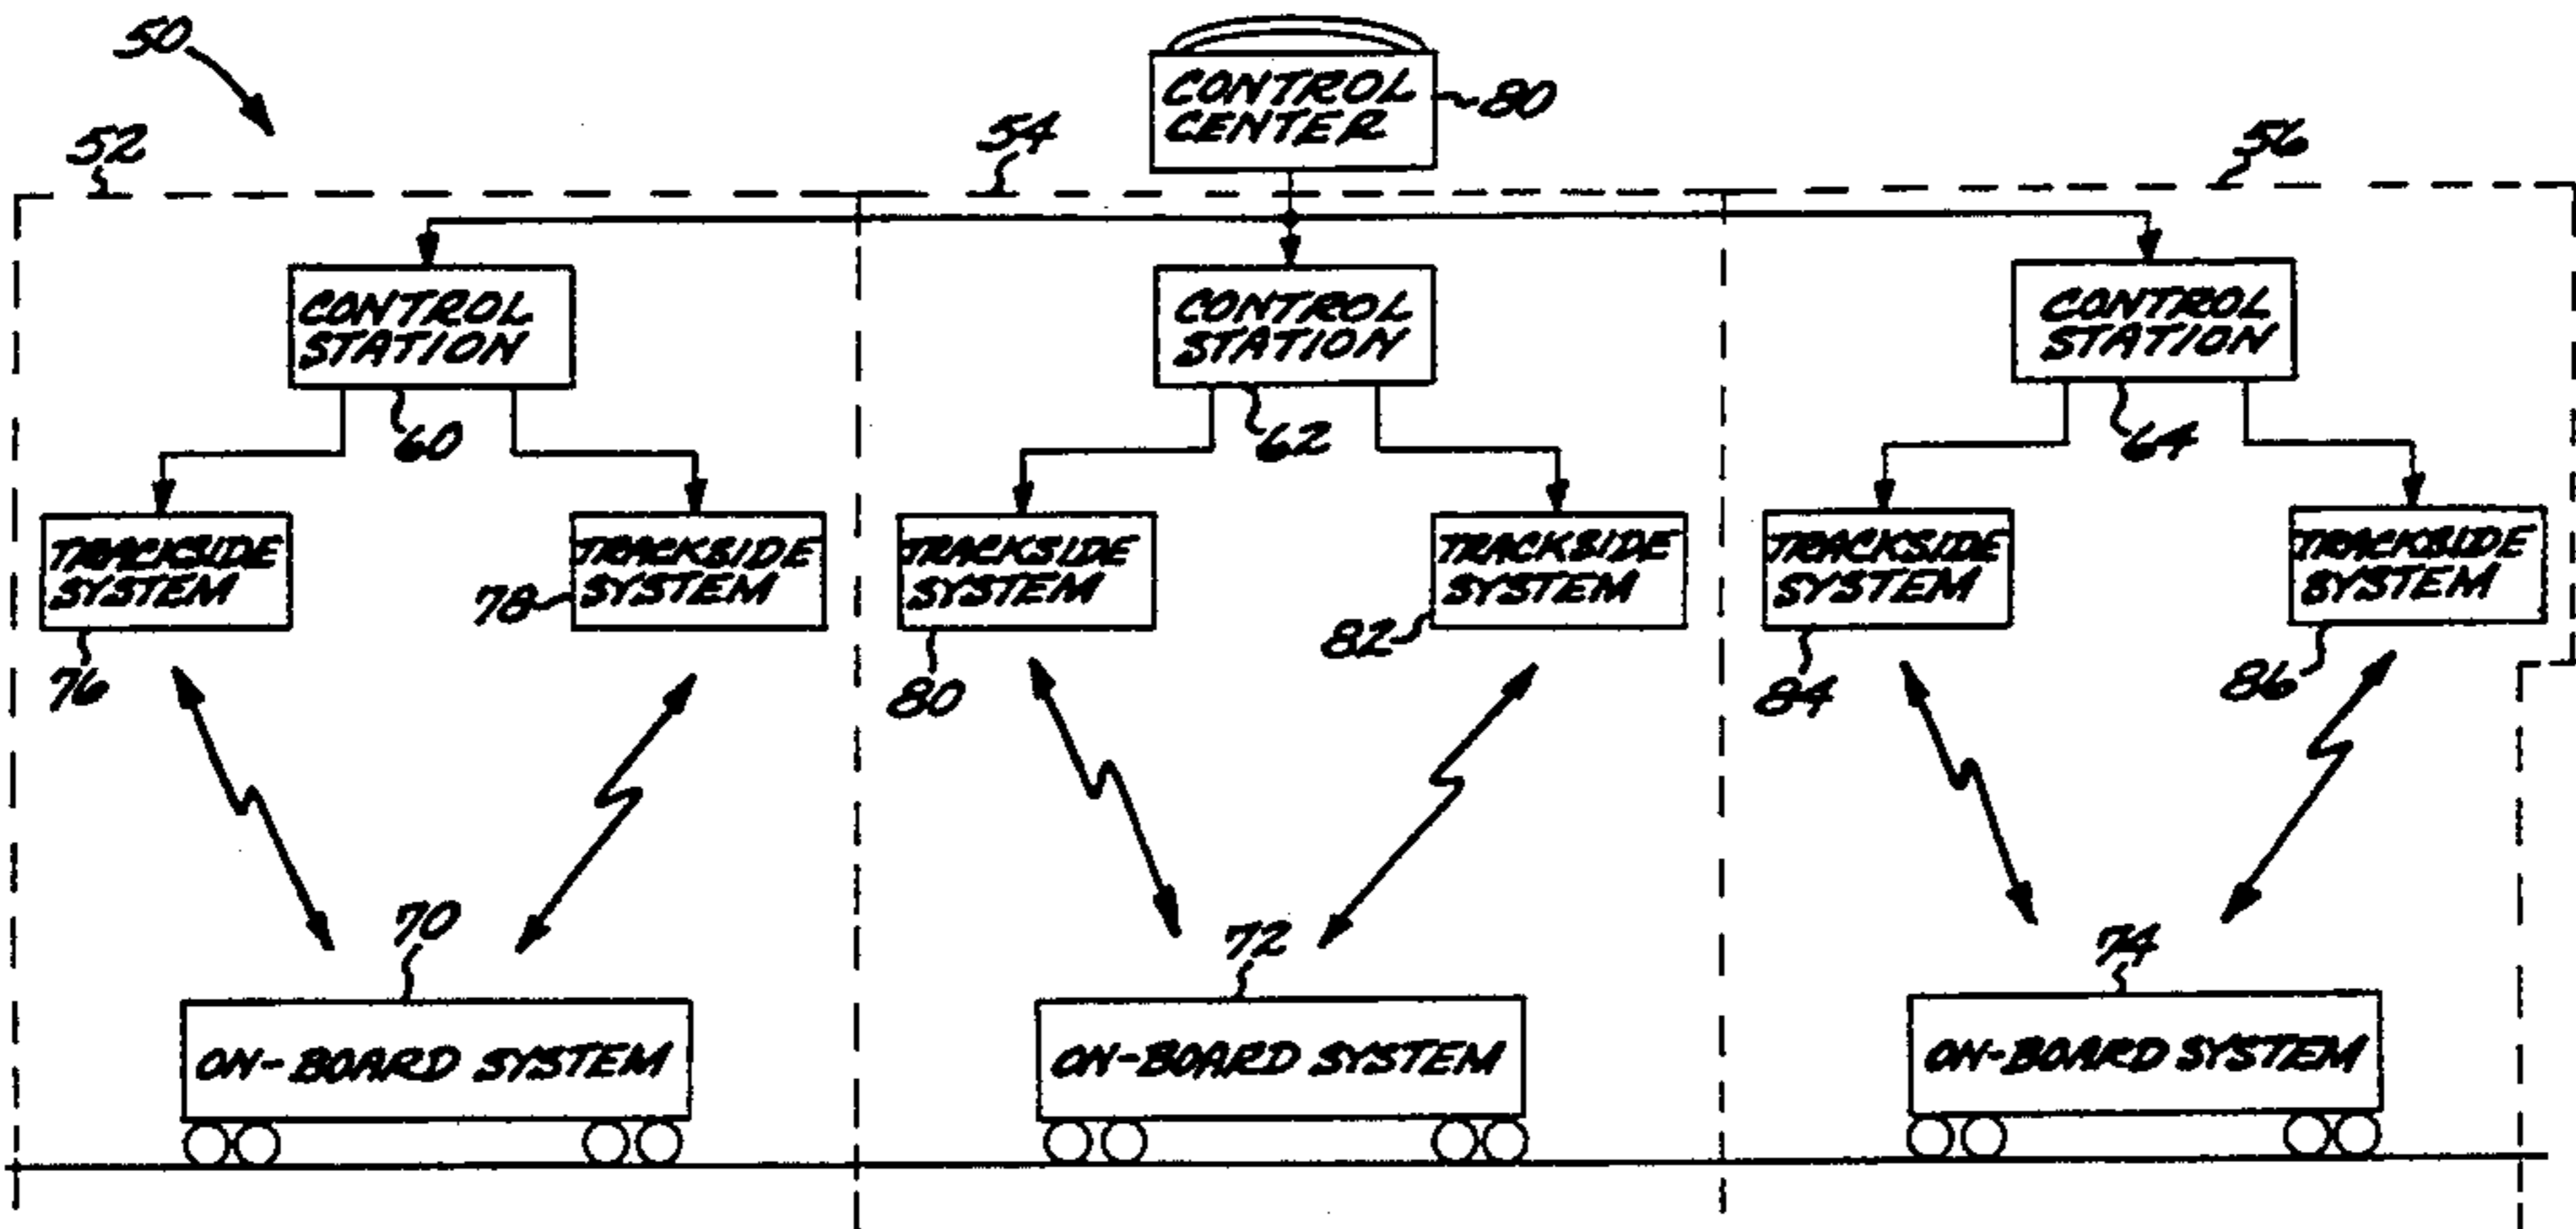 50
CONTROL
CENTER
80
52
54
56
CONTROL
STATION
CONTROL
STATION
CONTROL
STATION
60
62
64
TRACKSIDE
SYSTEM
TRACKSIDE
SYSTEM
TRACKSIDE
SYSTEM
TRACKSIDE
SYSTEM
TRACKSIDE
SYSTEM
TRACKSIDE
SYSTEM
76
78
80
82
84
86
70
72
74
ON-BOARD SYSTEM
ON-BOARD SYSTEM
ON-BOARD SYSTEM